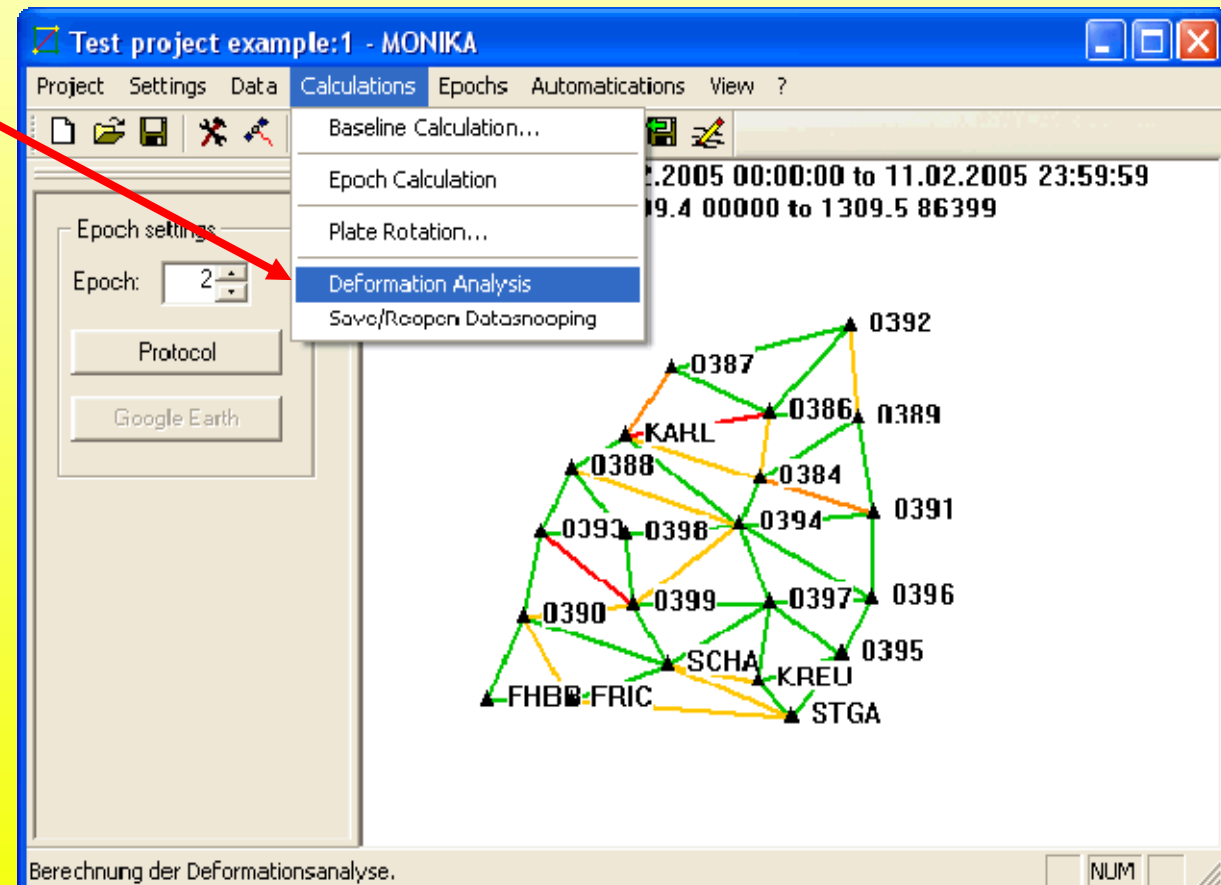 Test project example:1 - MONIKA
Project Settings Data Calculations Epochs Automatications View ?
Baseline Calculation...
Epoch Calculation
Plate Rotation...
Deformation Analysis
Save/Reopen Datasnooping
.2005 00:00:00 to 11.02.2005 23:59:59
9.4 00000 to 1309.5 86399
Epoch settings
Epoch: 2
Protocol
Google Earth
0392
0387
0386
0389
KARL
0388
0384
0391
0393
0398
0394
0399
0397
0396
0390
0395
SCHA
KREU
FHBB
FRIC
STGA
Berechnung der Deformationsanalyse.
NUM